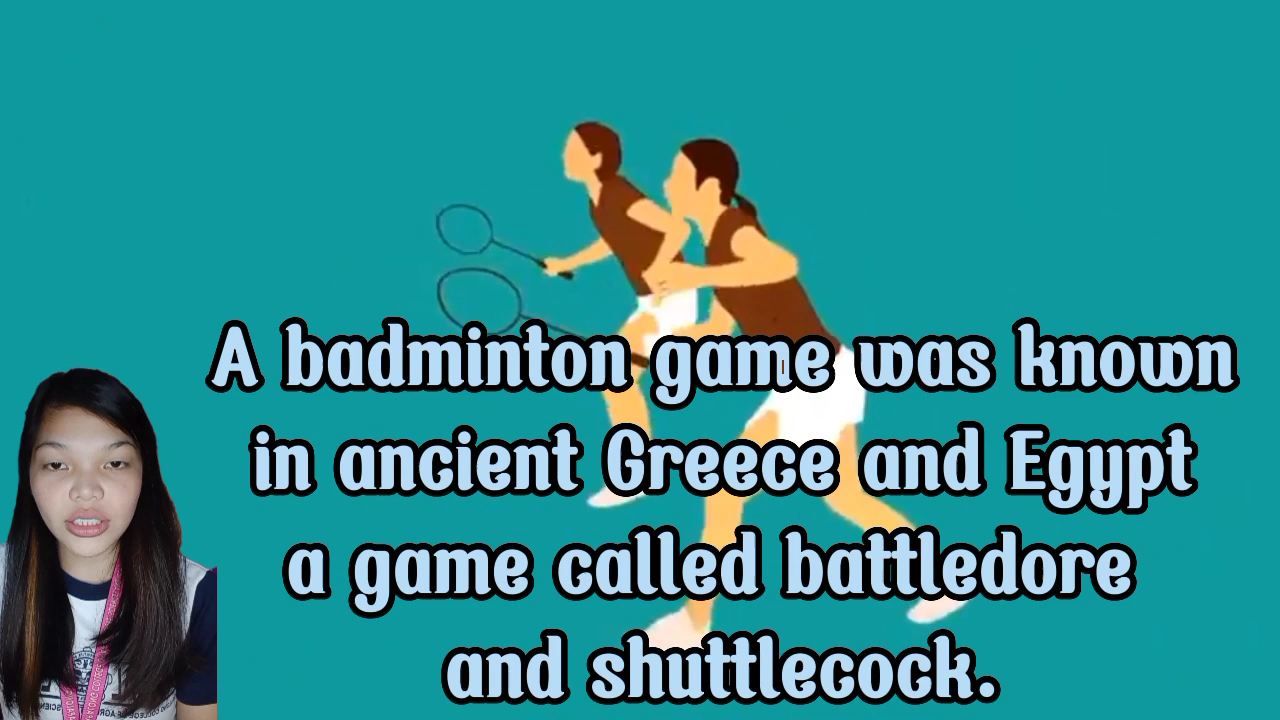 A badminton game was known
in ancient Greece and Egypt
a game called battledore
and shuttlecock.